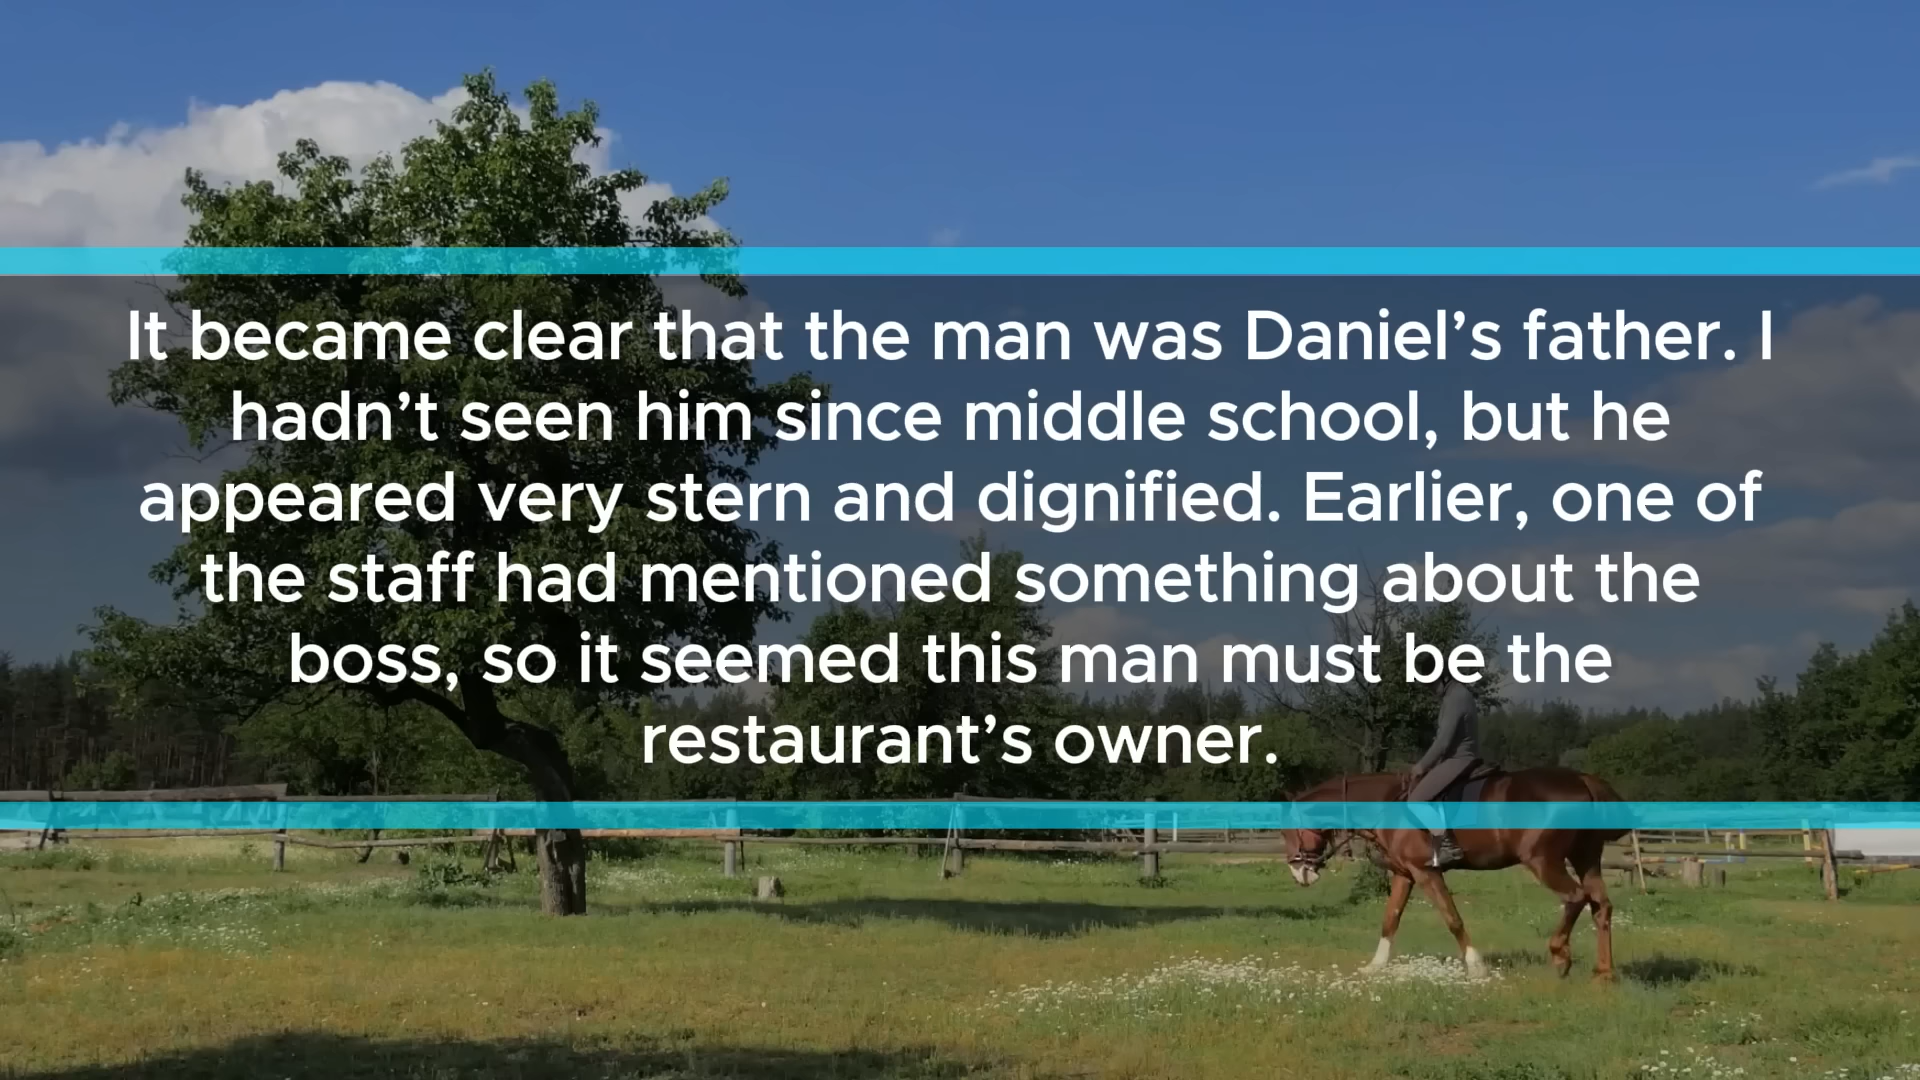 It became clear that the man was Daniel’s father. I
hadn’t seen him since middle school, but he
appeared very stern and dignified. Earlier, one of
the staff had mentioned something about the
boss, so it seemed this man must be the
restaurant’s owner.